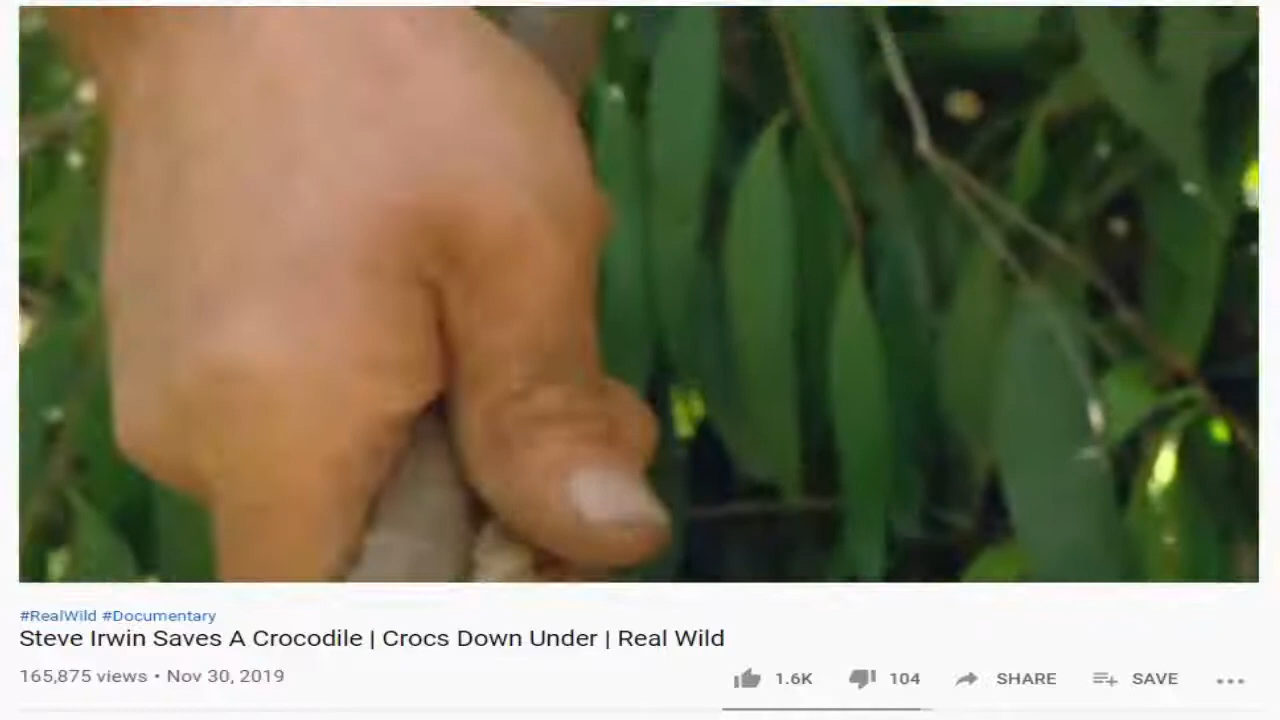 #RealWild #Documentary
Steve Irwin Saves A Crocodile | Crocs Down Under | Real Wild
165,875 views • Nov 30, 2019 1.6K 104 SHARE SAVE